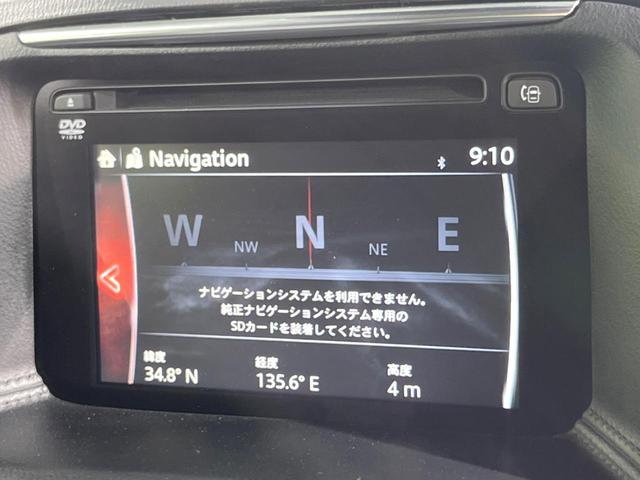 DVD
VIDEO
Navigation
9:10
W NW N NE E
ナビゲーションシステムを利用できません。
純正ナビゲーションシステム専用の
SDカードを装着してください。
緯度 経度 高度
34.8° N 135.6° E 4 m